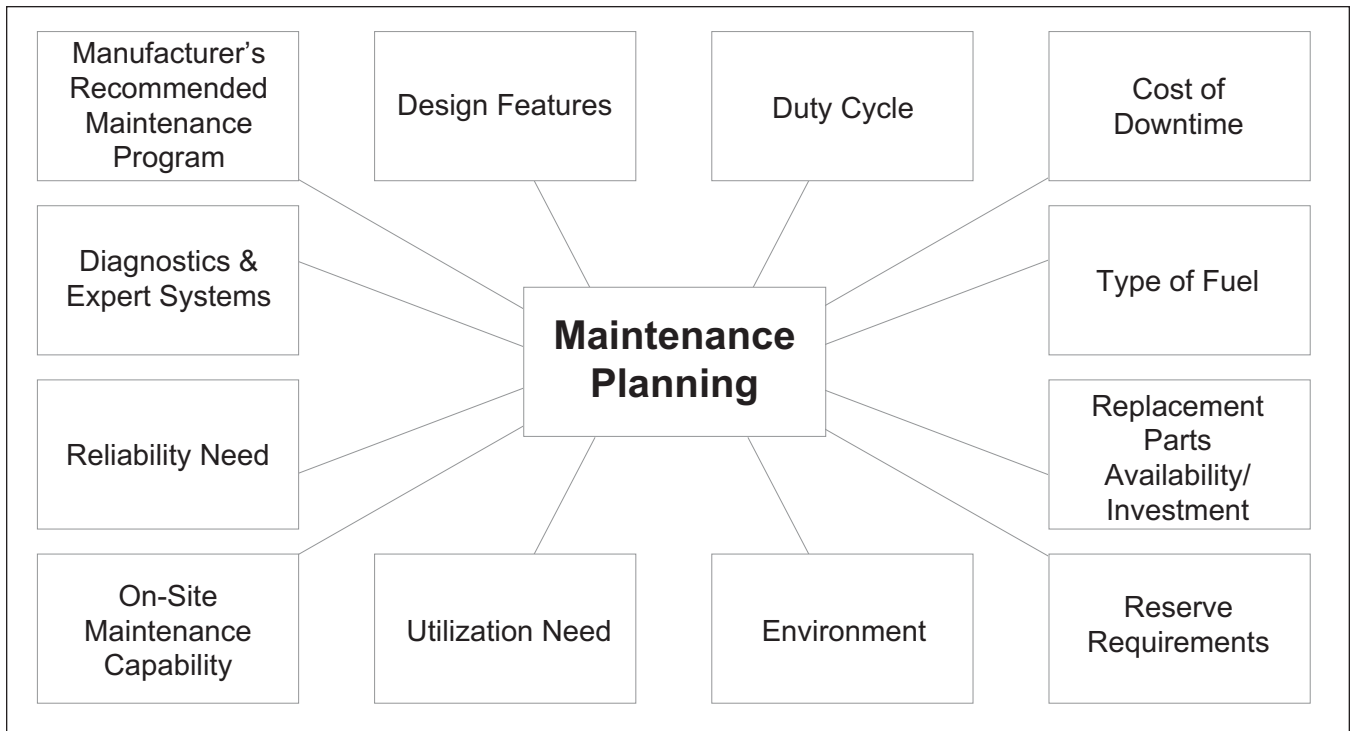 Manufacturer’s
Recommended
Maintenance
Program
Design Features
Duty Cycle
Cost of
Downtime
Diagnostics &
Expert Systems
Type of Fuel
Maintenance
Planning
Reliability Need
Replacement
Parts
Availability/
Investment
On-Site
Maintenance
Capability
Utilization Need
Environment
Reserve
Requirements